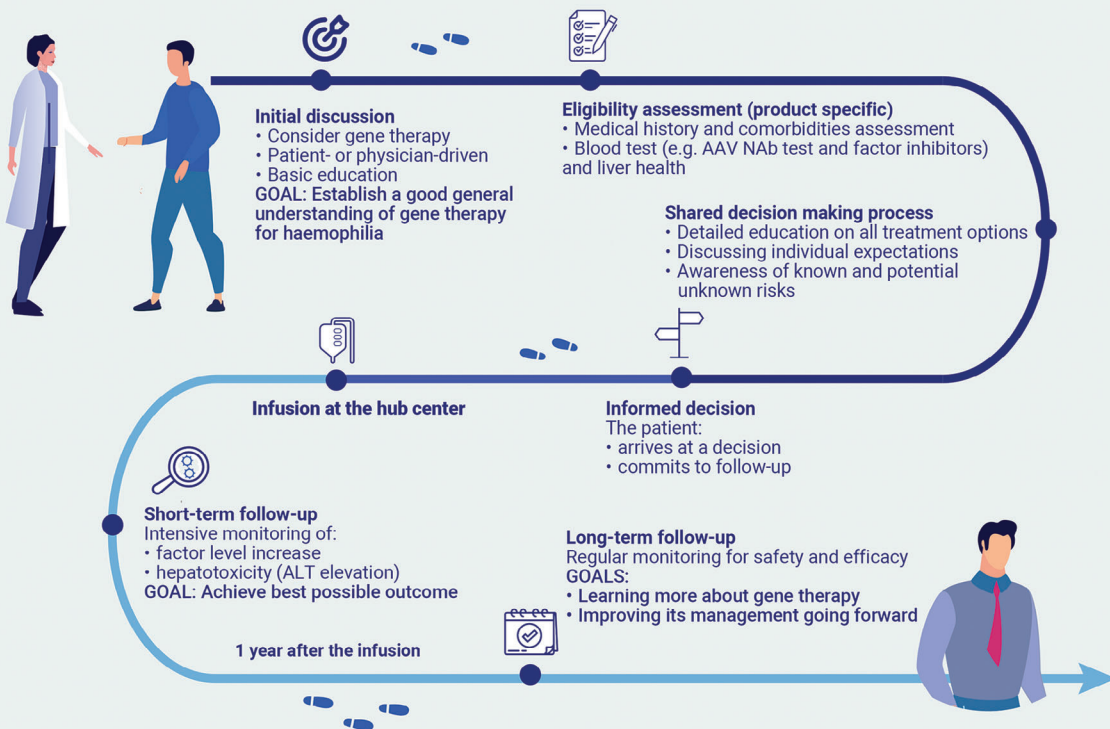 Initial discussion
• Consider gene therapy
• Patient- or physician-driven
• Basic education
GOAL: Establish a good general
understanding of gene therapy
for haemophilia
Eligibility assessment (product specific)
• Medical history and comorbidities assessment
• Blood test (e.g. AAV NAb test and factor inhibitors)
and liver health
Shared decision making process
• Detailed education on all treatment options
• Discussing individual expectations
• Awareness of known and potential
unknown risks
Informed decision
The patient:
• arrives at a decision
• commits to follow-up
Infusion at the hub center
Short-term follow-up
Intensive monitoring of:
• factor level increase
• hepatotoxicity (ALT elevation)
GOAL: Achieve best possible outcome
1 year after the infusion
Long-term follow-up
Regular monitoring for safety and efficacy
GOALS:
• Learning more about gene therapy
• Improving its management going forward